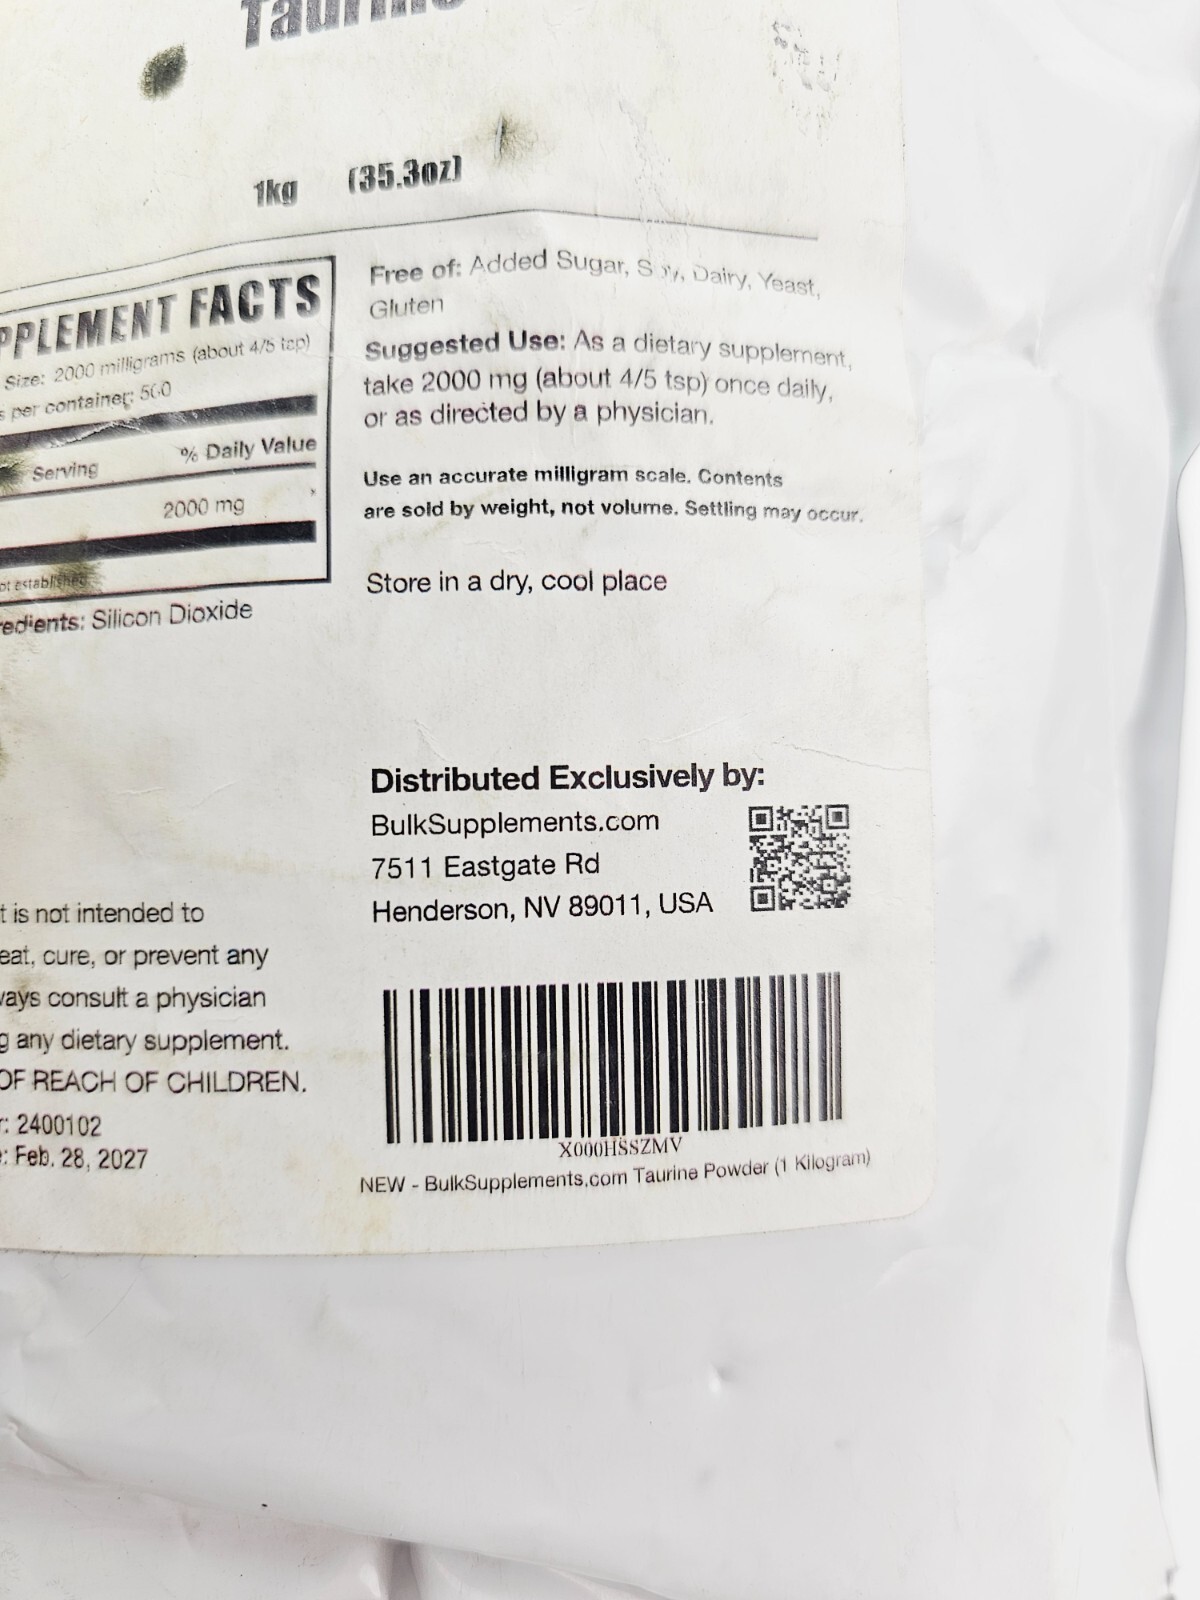 Taurine
1kg (35.3oz)
PPLEMENT FACTS
Size: 2000 milligrams (about 4/5 tsp)
s per container: 500
Serving % Daily Value
2000 mg *
ot established
redients: Silicon Dioxide
Free of: Added Sugar, Soy, Dairy, Yeast,
Gluten
Suggested Use: As a dietary supplement,
take 2000 mg (about 4/5 tsp) once daily,
or as directed by a physician.
Use an accurate milligram scale. Contents
are sold by weight, not volume. Settling may occur.
Store in a dry, cool place
t is not intended to
eat, cure, or prevent any
ways consult a physician
g any dietary supplement.
OF REACH OF CHILDREN.
r: 2400102
e: Feb. 28, 2027
Distributed Exclusively by:
BulkSupplements.com
7511 Eastgate Rd
Henderson, NV 89011, USA
X000HSSZMV
NEW - BulkSupplements.com Taurine Powder (1 Kilogram)